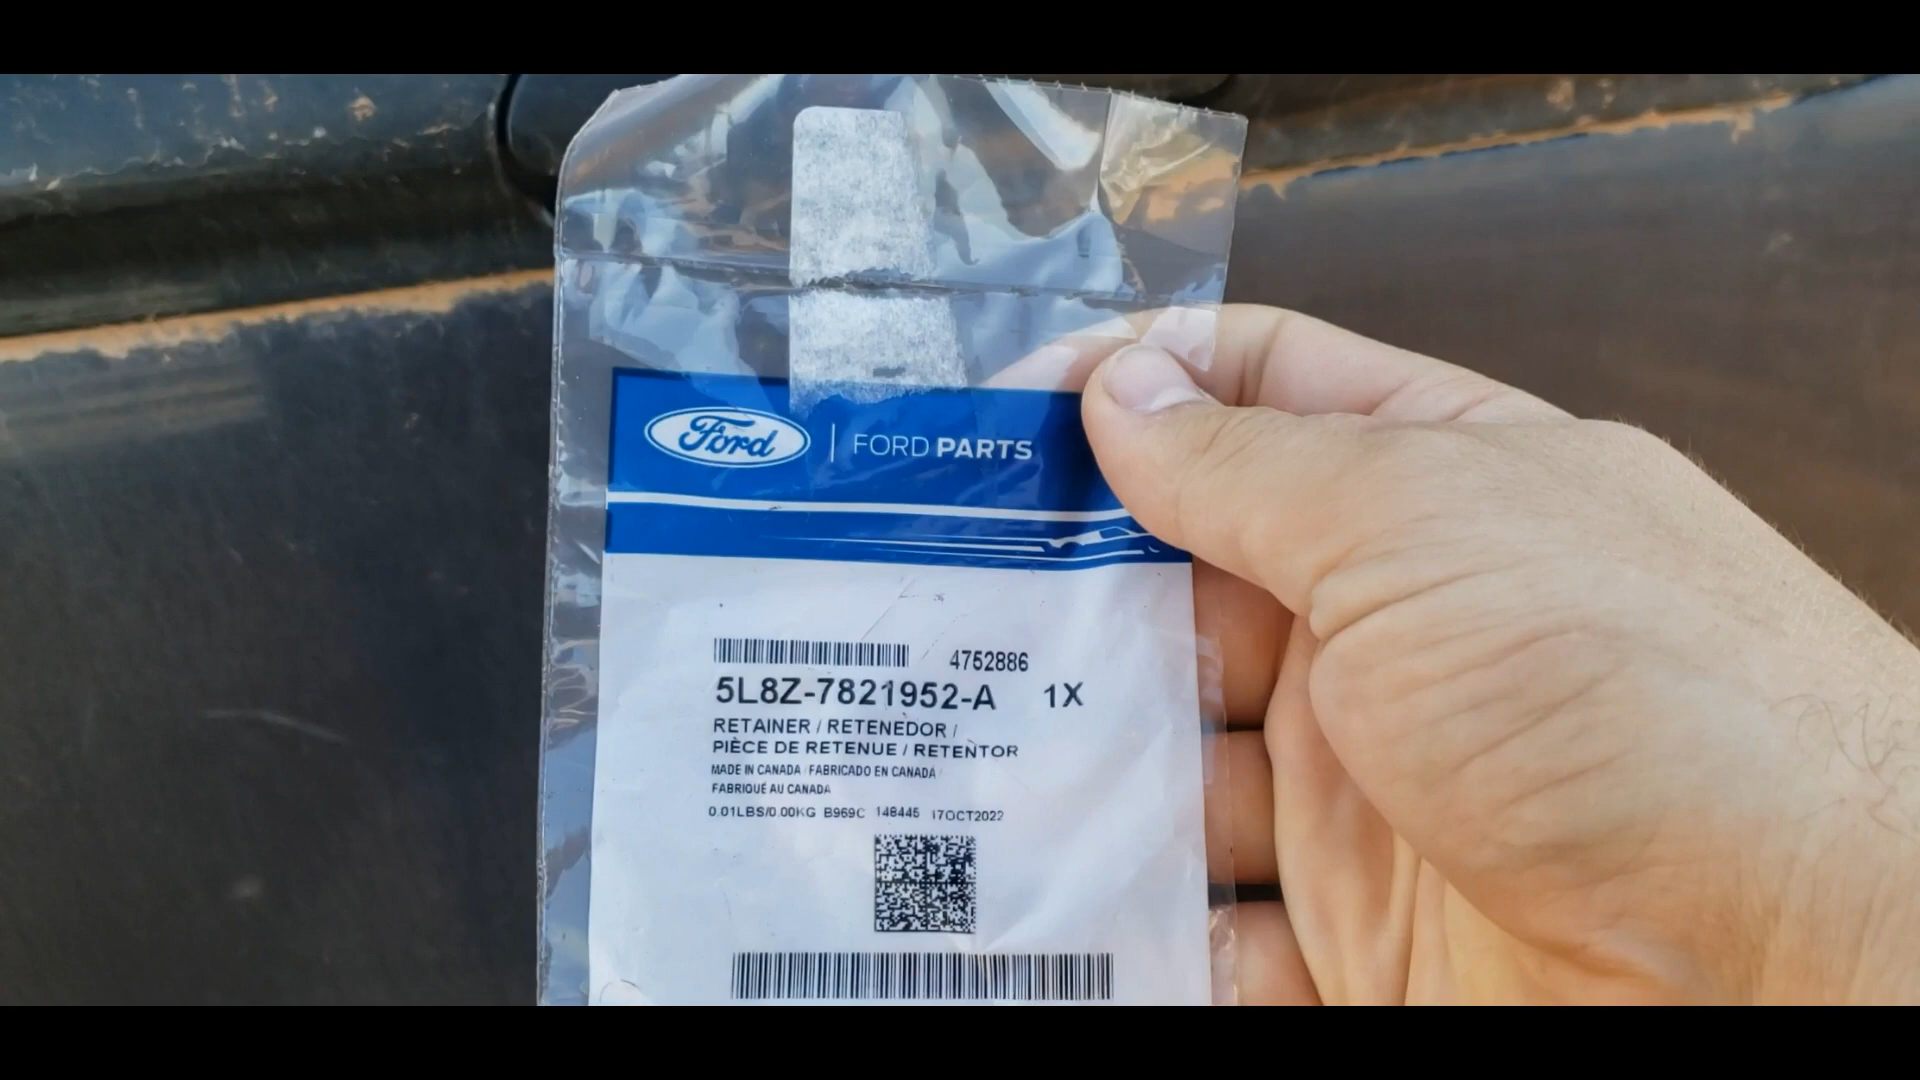 Ford | FORD PARTS
4752886
5L8Z-7821952-A 1X
RETAINER / RETENEDOR /
PIÈCE DE RETENUE / RETENTOR
MADE IN CANADA / FABRICADO EN CANADA /
FABRIQUÉ AU CANADA
0.01LBS/0.00KG B969C 148445 17OCT2022